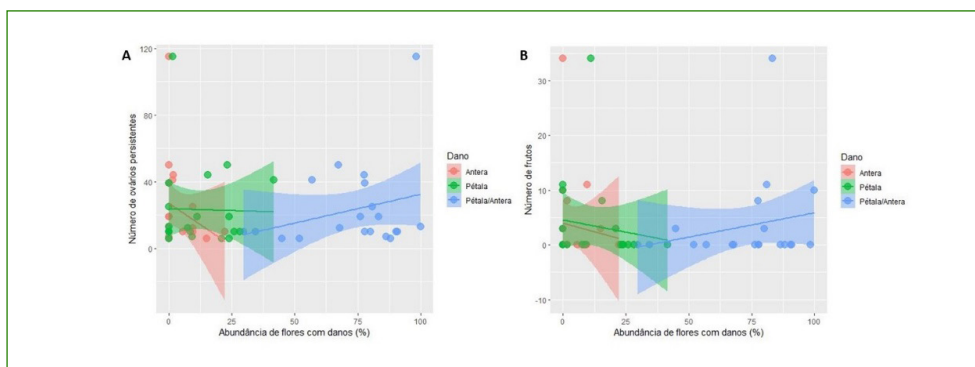 A
Número de ovários persistentes
120
80
40
0
0
25
50
75
100
Abundância de flores com danos (%)
Dano
Antera
Pétala
Pétala/Antera
B
Número de frutos
30
20
10
0
-10
0
25
50
75
100
Abundância de flores com danos (%)
Dano
Antera
Pétala
Pétala/Antera